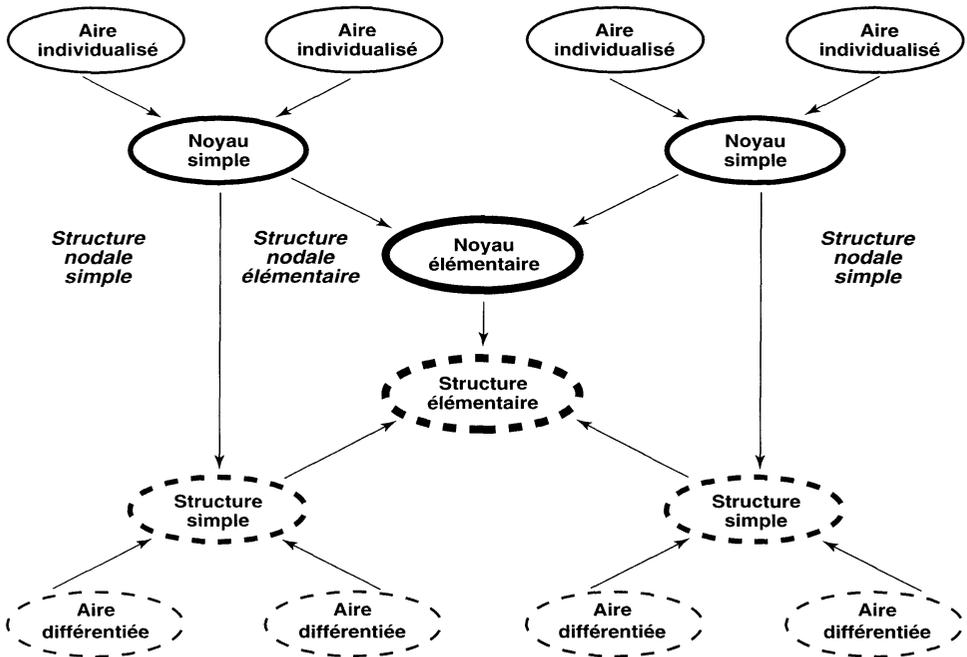 Aire
individualisé
Aire
individualisé
Aire
individualisé
Aire
individualisé
Noyau
simple
Noyau
simple
Structure
nodale
simple
Structure
nodale
élémentaire
Noyau
élémentaire
Structure
nodale
simple
Structure
élémentaire
Structure
simple
Structure
simple
Aire
différentiée
Aire
différentiée
Aire
différentiée
Aire
différentiée